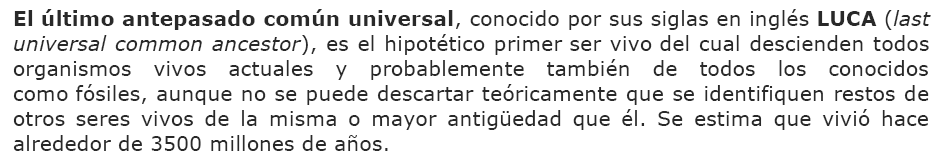 El último antepasado común universal, conocido por sus siglas en inglés LUCA (last
universal common ancestor), es el hipotético primer ser vivo del cual descienden todos
organismos vivos actuales y probablemente también de todos los conocidos
como fósiles, aunque no se puede descartar teóricamente que se identifiquen restos de
otros seres vivos de la misma o mayor antigüedad que él. Se estima que vivió hace
alrededor de 3500 millones de años.